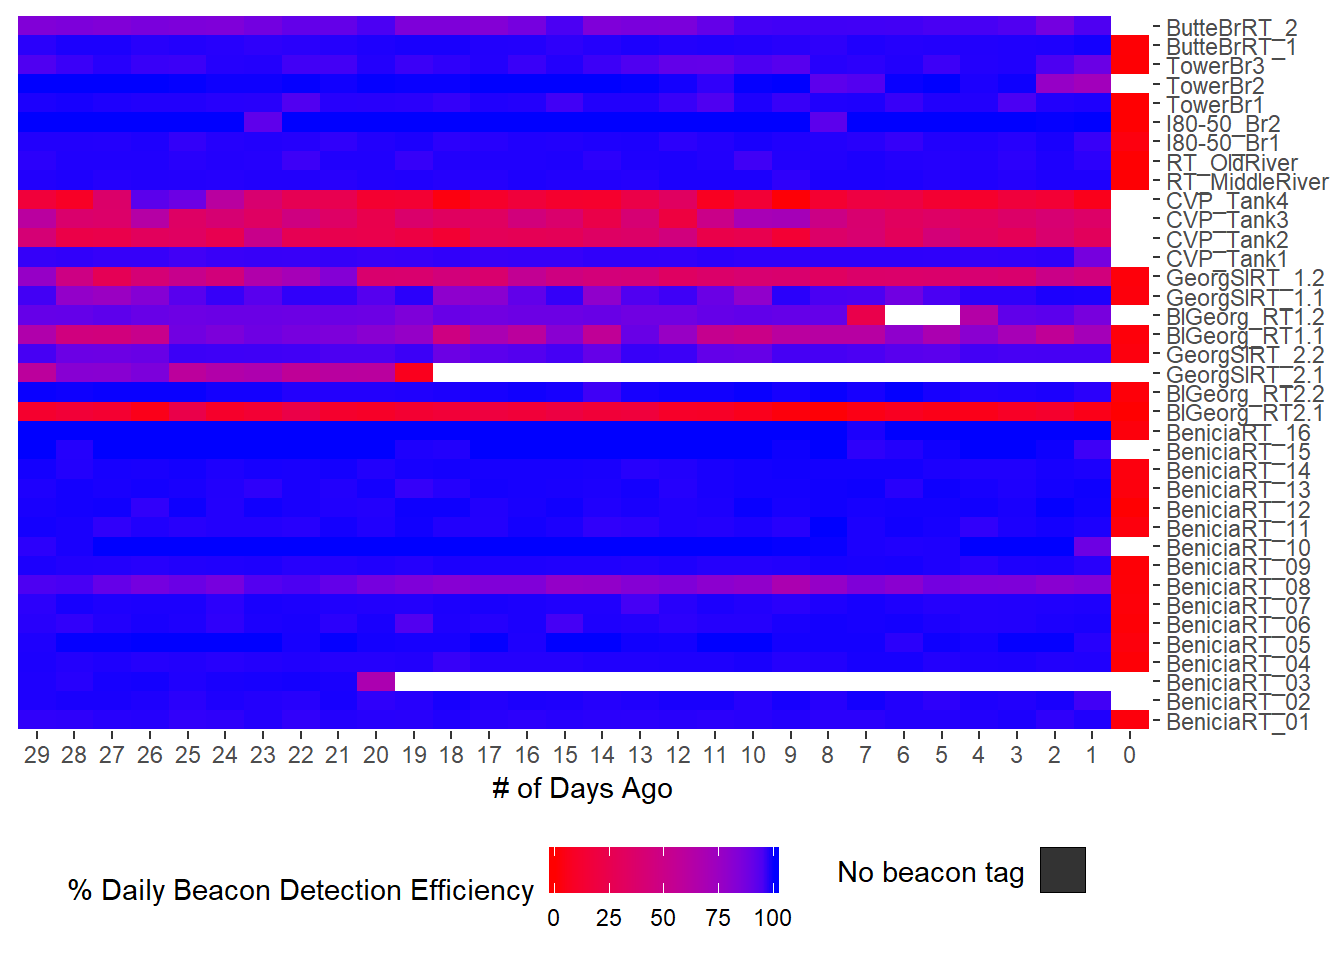 ButteBrRT_2
ButteBrRT_1
TowerBr3
TowerBr2
TowerBr1
I80-50_Br2
I80-50_Br1
RT_OldRiver
RT_MiddleRiver
CVP_Tank4
CVP_Tank3
CVP_Tank2
CVP_Tank1
GeorgSlRT_1.2
GeorgSlRT_1.1
BlGeorg_RT1.2
BlGeorg_RT1.1
GeorgSlRT_2.2
GeorgSlRT_2.1
BlGeorg_RT2.2
BlGeorg_RT2.1
BeniciaRT_16
BeniciaRT_15
BeniciaRT_14
BeniciaRT_13
BeniciaRT_12
BeniciaRT_11
BeniciaRT_10
BeniciaRT_09
BeniciaRT_08
BeniciaRT_07
BeniciaRT_06
BeniciaRT_05
BeniciaRT_04
BeniciaRT_03
BeniciaRT_02
BeniciaRT_01
29 28 27 26 25 24 23 22 21 20 19 18 17 16 15 14 13 12 11 10 9 8 7 6 5 4 3 2 1 0
# of Days Ago
% Daily Beacon Detection Efficiency
0 25 50 75 100
No beacon tag